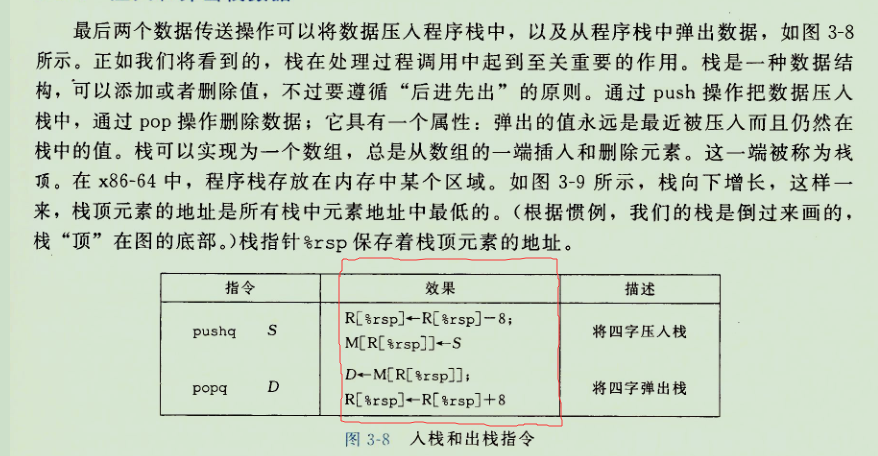 最后两个数据传送操作可以将数据压入程序栈中，以及从程序栈中弹出数据，如图 3-8
所示。正如我们将看到的，栈在处理过程调用中起到至关重要的作用。栈是一种数据结
构，可以添加或者删除值，不过要遵循“后进先出”的原则。通过 push 操作把数据压入
栈中，通过 pop 操作删除数据；它具有一个属性：弹出的值永远是最近被压入而且仍然在
栈中的值。栈可以实现为一个数组，总是从数组的一端插入和删除元素。这一端被称为栈
顶。在 x86-64 中，程序栈存放在内存中某个区域。如图 3-9 所示，栈向下增长，这样一
来，栈顶元素的地址是所有栈中元素地址中最低的。（根据惯例，我们的栈是倒过来画的，
栈“顶”在图的底部。）栈指针%rsp 保存着栈顶元素的地址。
指令 效果 描述
pushq S R[%rsp]←R[%rsp]－8; 将四字压入栈
M[R[%rsp]]←S
popq D D←M[R[%rsp]]; 将四字弹出栈
R[%rsp]←R[%rsp]＋8
图 3-8 入栈和出栈指令